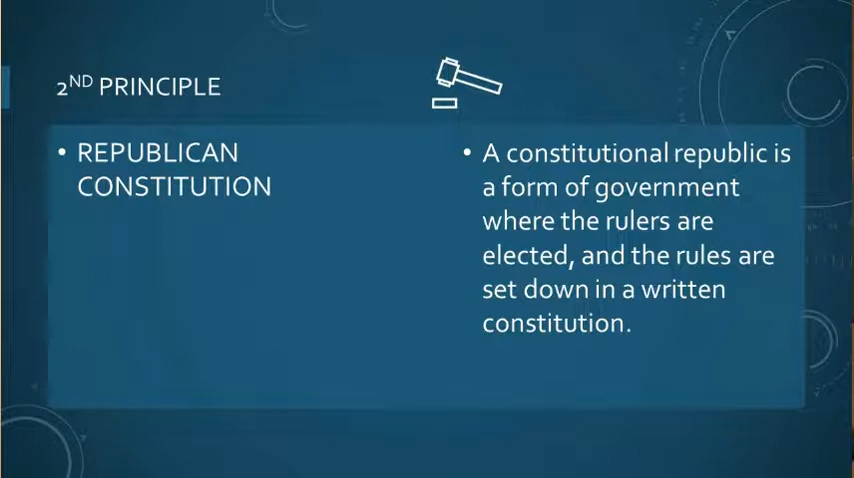 2ND PRINCIPLE
• REPUBLICAN
CONSTITUTION
• A constitutional republic is
a form of government
where the rulers are
elected, and the rules are
set down in a written
constitution.